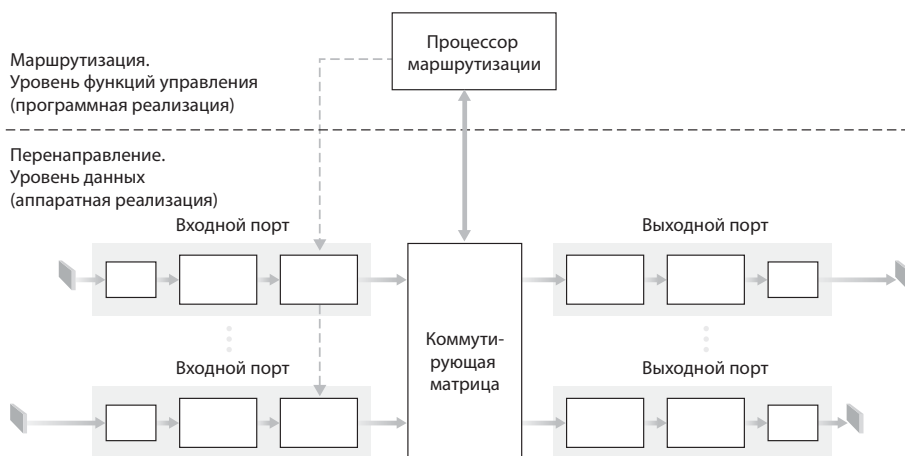 Процессор
маршрутизации
Маршрутизация.
Уровень функций управления
(программная реализация)
Перенаправление.
Уровень данных
(аппаратная реализация)
Входной порт
Выходной порт
Коммути-
рующая
матрица
Входной порт
Выходной порт